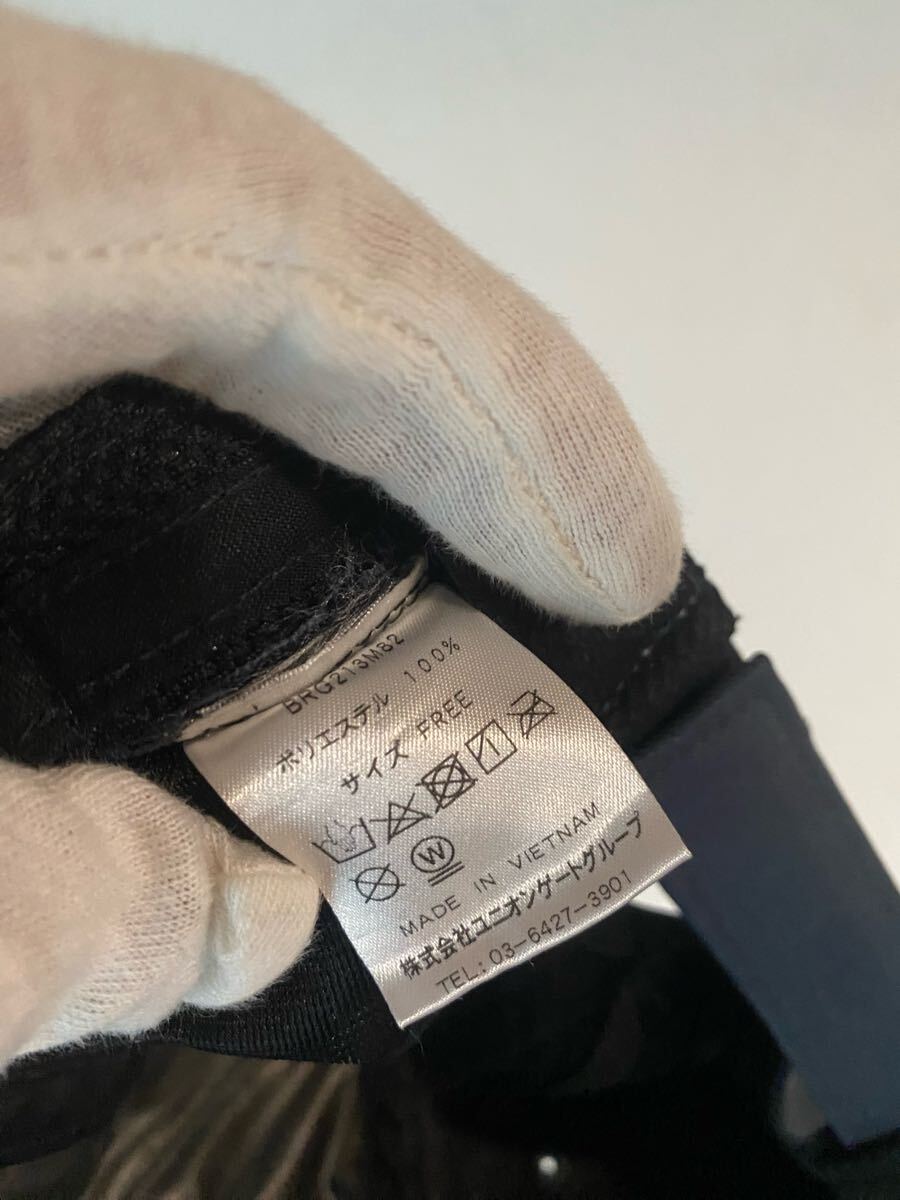 BRG213M82
ポリエステル 100%
サイズ FREE
W
MADE IN VIETNAM
株式会社ユニオンゲートグループ
TEL: 03-6427-3901